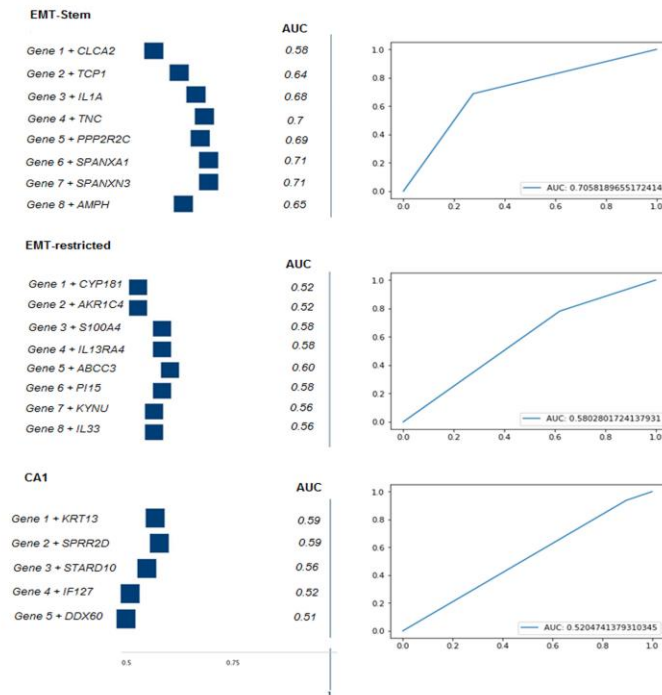 EMT-Stem
AUC
Gene 1 + CLCA2 0.58
Gene 2 + TCP1 0.64
Gene 3 + IL1A 0.68
Gene 4 + TNC 0.7
Gene 5 + PPP2R2C 0.69
Gene 6 + SPANXA1 0.71
Gene 7 + SPANXN3 0.71
Gene 8 + AMPH 0.65
1.0
0.8
0.6
0.4
0.2
0.0
AUC: 0.7058189655172414
0.0 0.2 0.4 0.6 0.8 1.0
EMT-restricted
AUC
Gene 1 + CYP181 0.52
Gene 2 + AKR1C4 0.52
Gene 3 + S100A4 0.58
Gene 4 + IL13RA4 0.58
Gene 5 + ABCC3 0.60
Gene 6 + PI15 0.58
Gene 7 + KYNU 0.56
Gene 8 + IL33 0.56
1.0
0.8
0.6
0.4
0.2
0.0
AUC: 0.5802801724137931
0.0 0.2 0.4 0.6 0.8 1.0
CA1
AUC
Gene 1 + KRT13 0.59
Gene 2 + SPRR2D 0.59
Gene 3 + STARD10 0.56
Gene 4 + IF127 0.52
Gene 5 + DDX60 0.51
0.5 0.75
1
1.0
0.8
0.6
0.4
0.2
0.0
AUC: 0.5204741379310345
0.0 0.2 0.4 0.6 0.8 1.0